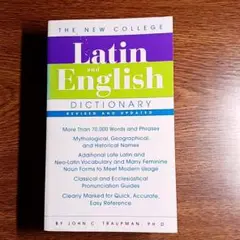 THE NEW COLLEGE
Latin
and
English
DICTIONARY
REVISED AND UPDATED
More Than 70,000 Words and Phrases
Mythological, Geographical,
and Historical Names
Additional Late Latin and
Neo-Latin Vocabulary and Many Feminine
Noun Forms to Meet Modern Usage
Classical and Ecclesiastical
Pronunciation Guides
Clearly Marked for Quick, Accurate,
Easy Reference
BY JOHN C. TRAUPMAN, PH.D.